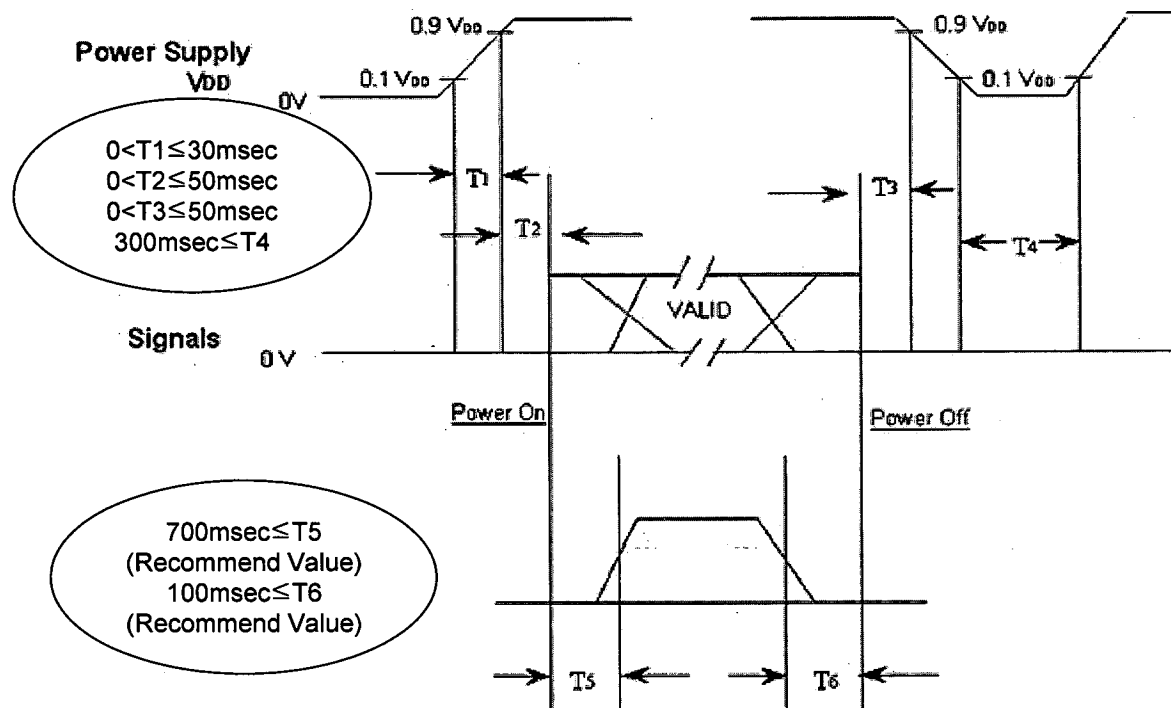 0.9 VDD
0.9 VDD
Power Supply
VDD
0.1 VDD
0.1 VDD
0V
0<T1≦30msec
0<T2≦50msec
0<T3≦50msec
300msec≦T4
T1
T3
T2
T4
VALID
Signals
0 V
Power On
Power Off
700msec≦T5
(Recommend Value)
100msec≦T6
(Recommend Value)
T5
T6